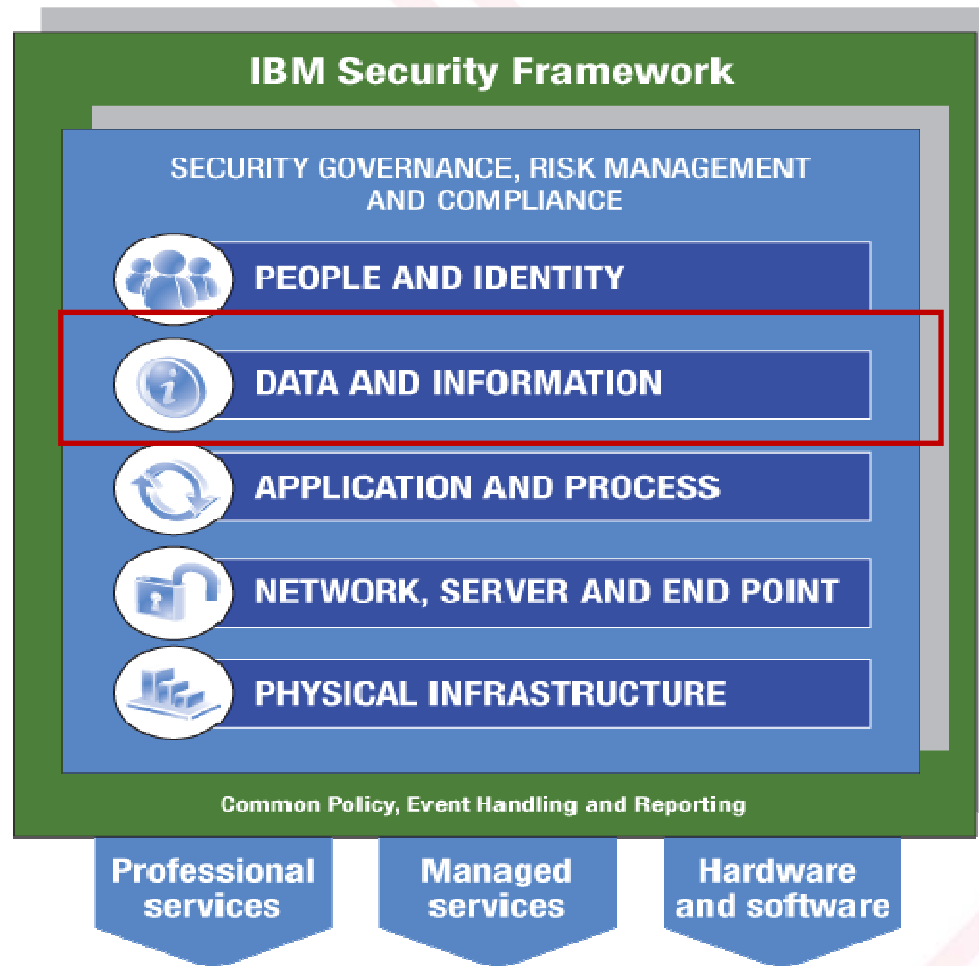 IBM Security Framework
SECURITY GOVERNANCE, RISK MANAGEMENT
AND COMPLIANCE
PEOPLE AND IDENTITY
DATA AND INFORMATION
APPLICATION AND PROCESS
NETWORK, SERVER AND END POINT
PHYSICAL INFRASTRUCTURE
Common Policy, Event Handling and Reporting
Professional
services
Managed
services
Hardware
and software